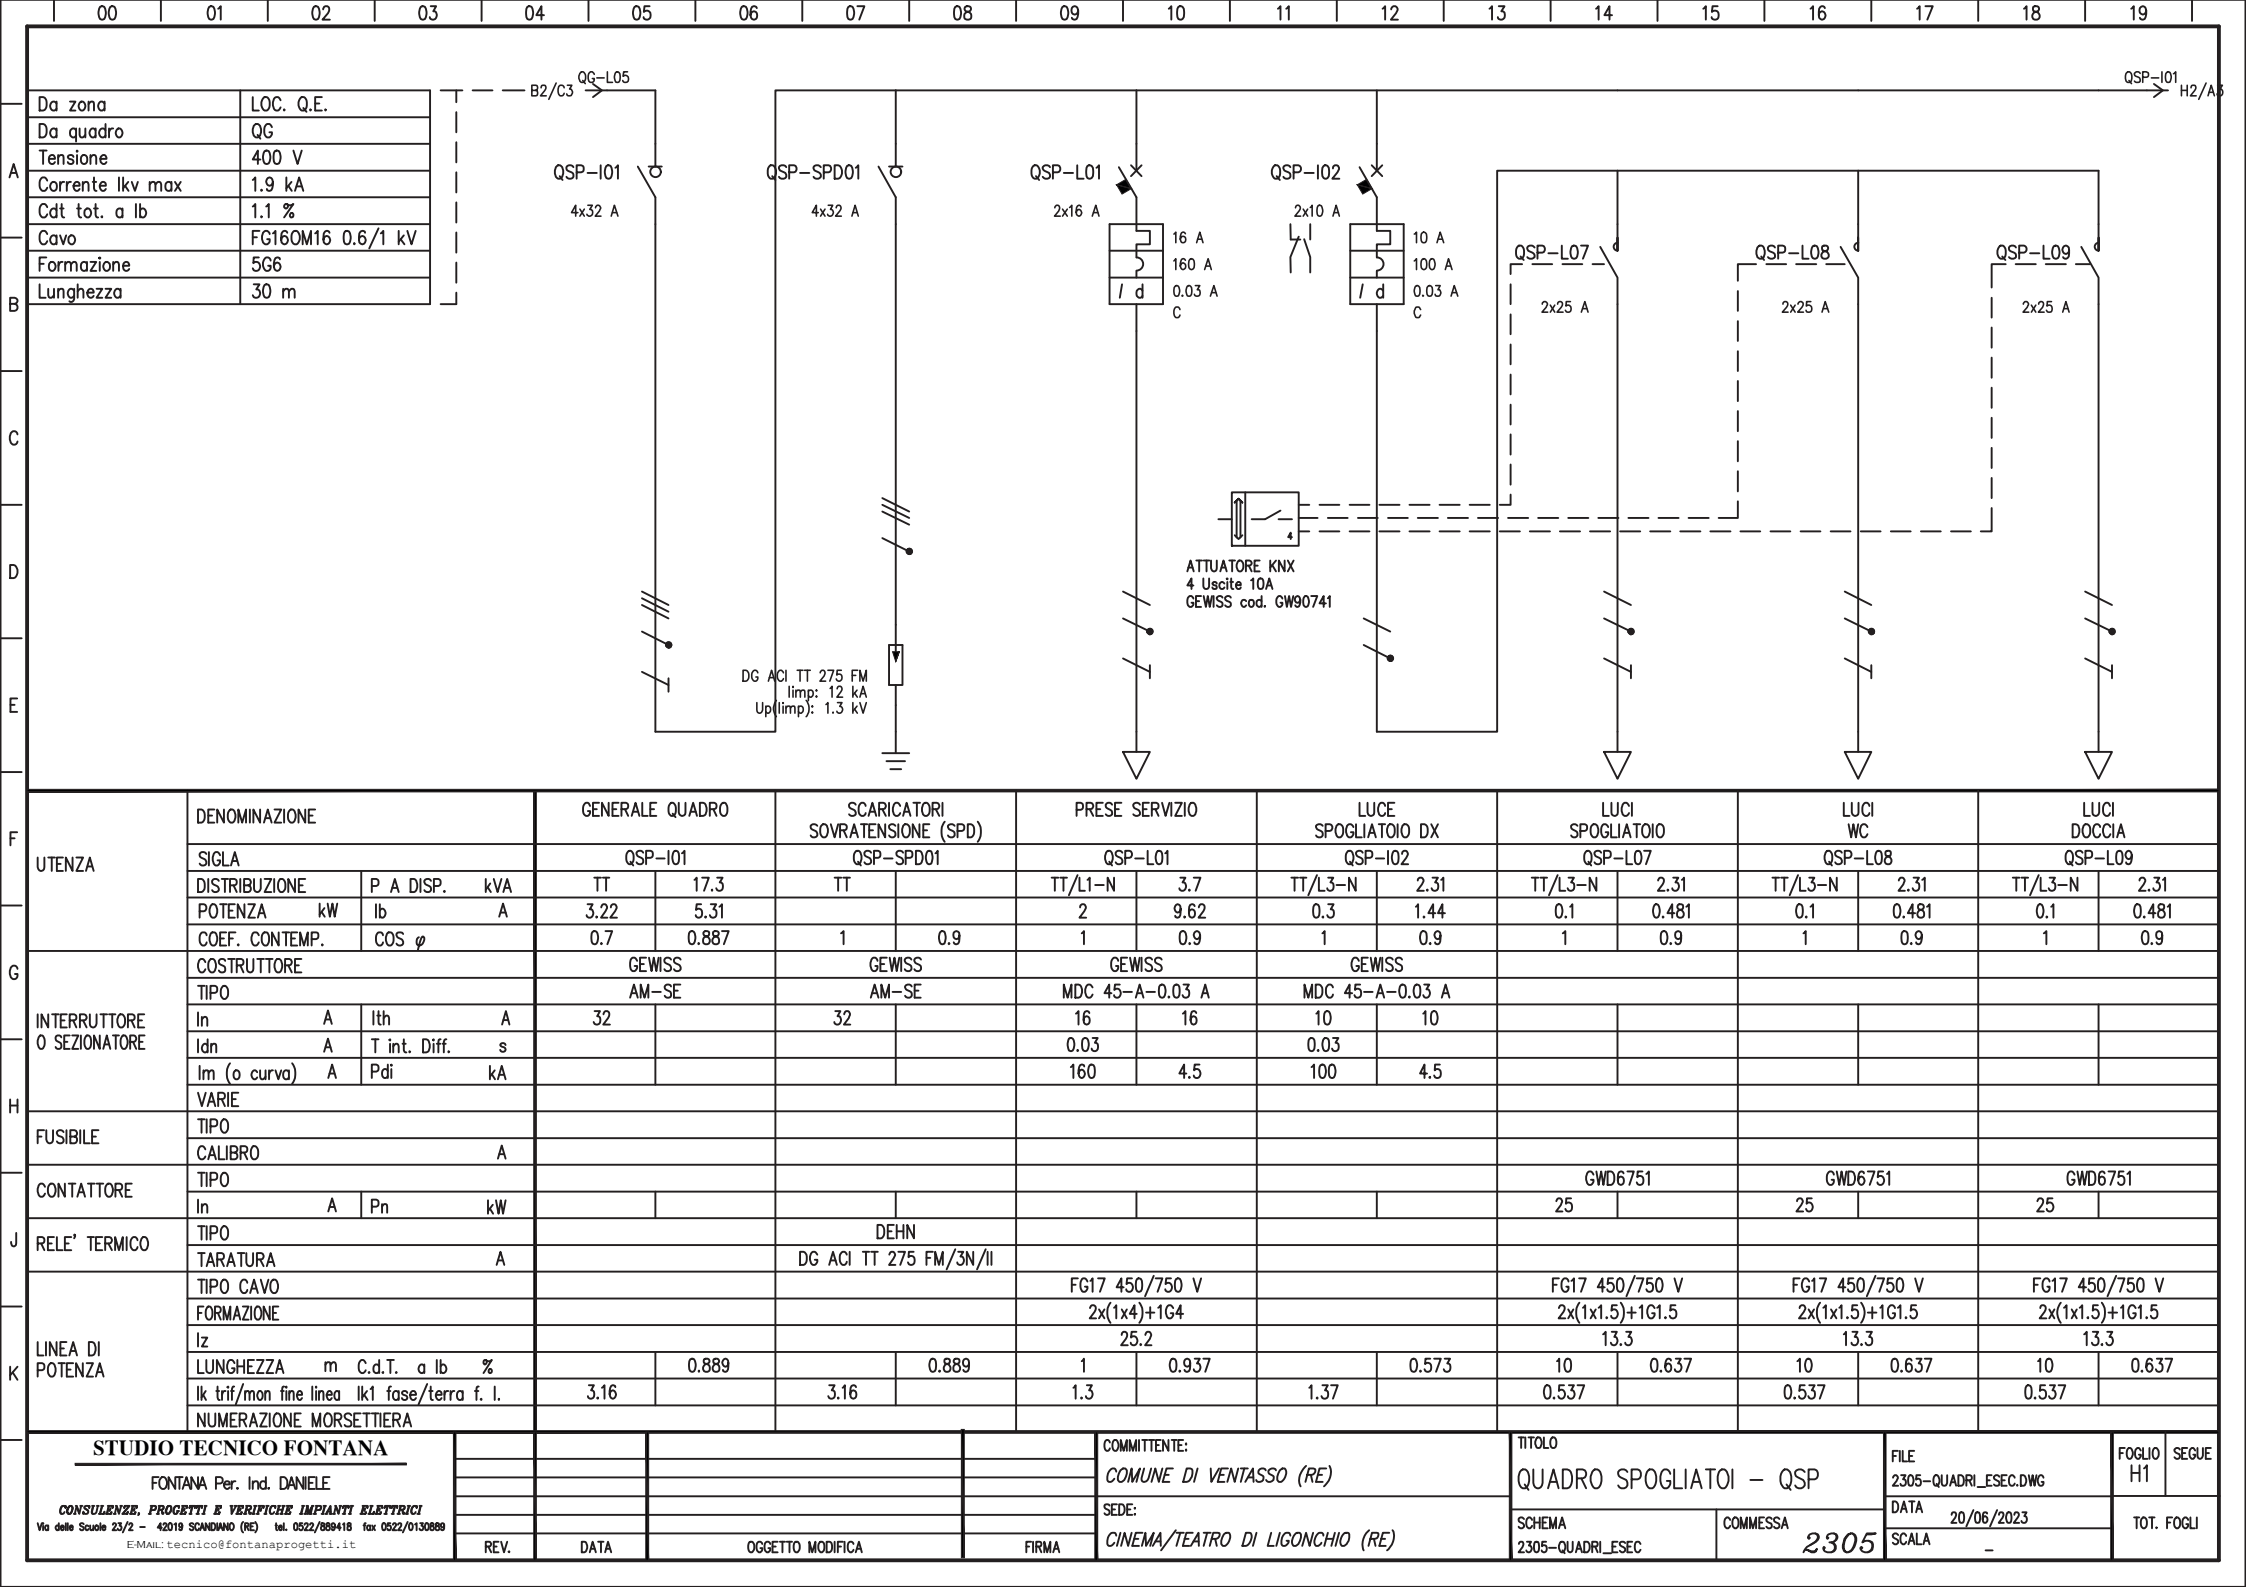 00 01 02 03 04 05 06 07 08 09 10 11 12 13 14 15 16 17 18 19
A
B
C
D
E
F
G
H
J
K
Da zona LOC. Q.E.
Da quadro QG
Tensione 400 V
Corrente Ikv max 1.9 kA
Cdt tot. a Ib 1.1 %
Cavo FG16OM16 0.6/1 kV
Formazione 5G6
Lunghezza 30 m
QG-L05
B2/C3
QSP-I01
H2/A3
QSP-I01
4x32 A
QSP-SPD01
4x32 A
DG ACI TT 275 FM
Iimp: 12 kA
Up(Iimp): 1.3 kV
QSP-L01
2x16 A
16 A
160 A
I d 0.03 A
C
QSP-I02
2x10 A
10 A
100 A
I d 0.03 A
C
QSP-L07
2x25 A
QSP-L08
2x25 A
QSP-L09
2x25 A
4
ATTUATORE KNX
4 Uscite 10A
GEWISS cod. GW90741
UTENZA
DENOMINAZIONE GENERALE QUADRO SCARICATORI SOVRATENSIONE (SPD) PRESE SERVIZIO LUCE SPOGLIATOIO DX LUCI SPOGLIATOIO LUCI WC LUCI DOCCIA
SIGLA QSP-I01 QSP-SPD01 QSP-L01 QSP-I02 QSP-L07 QSP-L08 QSP-L09
DISTRIBUZIONE P A DISP. kVA TT 17.3 TT TT/L1-N 3.7 TT/L3-N 2.31 TT/L3-N 2.31 TT/L3-N 2.31 TT/L3-N 2.31
POTENZA kW Ib A 3.22 5.31 2 9.62 0.3 1.44 0.1 0.481 0.1 0.481 0.1 0.481
COEF. CONTEMP. COS φ 0.7 0.887 1 0.9 1 0.9 1 0.9 1 0.9 1 0.9 1 0.9
INTERRUTTORE
O SEZIONATORE
COSTRUTTORE GEWISS GEWISS GEWISS GEWISS
TIPO AM-SE AM-SE MDC 45-A-0.03 A MDC 45-A-0.03 A
In A Ith A 32 32 16 16 10 10
Idn A T int. Diff. s 0.03 0.03
Im (o curva) A Pdi kA 160 4.5 100 4.5
VARIE
FUSIBILE
TIPO
CALIBRO A
CONTATTORE
TIPO GWD6751 GWD6751 GWD6751
In A Pn kW 25 25 25
RELE' TERMICO
TIPO DEHN
TARATURA A DG ACI TT 275 FM/3N/II
LINEA DI
POTENZA
TIPO CAVO FG17 450/750 V FG17 450/750 V FG17 450/750 V FG17 450/750 V
FORMAZIONE 2x(1x4)+1G4 2x(1x1.5)+1G1.5 2x(1x1.5)+1G1.5 2x(1x1.5)+1G1.5
Iz 25.2 13.3 13.3 13.3
LUNGHEZZA m C.d.T. a Ib % 0.889 0.889 1 0.937 0.573 10 0.637 10 0.637 10 0.637
Ik trif/mon fine linea Ik1 fase/terra f. l. 3.16 3.16 1.3 1.37 0.537 0.537 0.537
NUMERAZIONE MORSETTIERA
STUDIO TECNICO FONTANA
FONTANA Per. Ind. DANIELE
CONSULENZE, PROGETTI E VERIFICHE IMPIANTI ELETTRICI
Via delle Scuole 23/2 - 42019 SCANDIANO (RE) tel. 0522/889418 fax 0522/0130889
E-MAIL: tecnico@fontanaprogetti.it
REV. DATA OGGETTO MODIFICA FIRMA
COMMITTENTE:
COMUNE DI VENTASSO (RE)
SEDE:
CINEMA/TEATRO DI LIGONCHIO (RE)
TITOLO
QUADRO SPOGLIATOI - QSP
SCHEMA
2305-QUADRI_ESEC
COMMESSA
2305
FILE
2305-QUADRI_ESEC.DWG
DATA
20/06/2023
SCALA
-
FOGLIO
H1
SEGUE
TOT. FOGLI